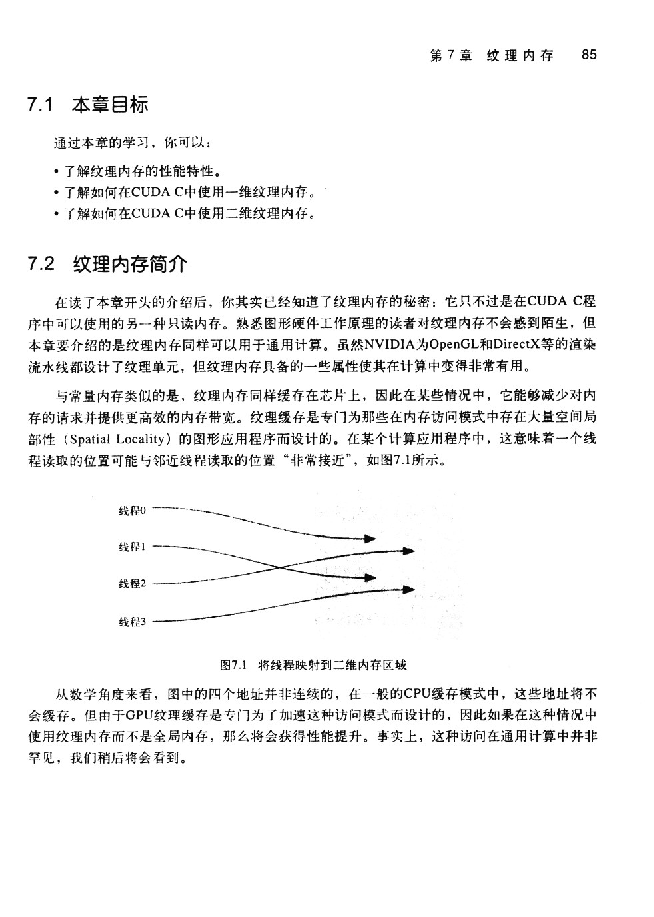 第7章 纹理内存 85
7.1 本章目标
通过本章的学习，你可以：
•了解纹理内存的性能特性。
•了解如何在CUDA C中使用一维纹理内存。
•了解如何在CUDA C中使用二维纹理内存。
7.2 纹理内存简介
在读了本章开头的介绍后，你其实已经知道了纹理内存的秘密：它只不过是在CUDA C程
序中可以使用的另一种只读内存。熟悉图形硬件工作原理的读者对纹理内存不会感到陌生，但
本章要介绍的是纹理内存同样可以用于通用计算。虽然NVIDIA为OpenGL和DirectX等的渲染
流水线都设计了纹理单元，但纹理内存具备的一些属性使其在计算中变得非常有用。
与常量内存类似的是，纹理内存同样缓存在芯片上，因此在某些情况中，它能够减少对内
存的请求并提供更高效的内存带宽。纹理缓存是专门为那些在内存访问模式中存在大量空间局
部性（Spatial Locality）的图形应用程序而设计的。在某个计算应用程序中，这意味着一个线
程读取的位置可能与邻近线程读取的位置“非常接近”，如图7.1所示。
线程0
线程1
线程2
线程3
图7.1 将线程映射到二维内存区域
从数学角度来看，图中的四个地址并非连续的，在一般的CPU缓存模式中，这些地址将不
会缓存。但由于GPU纹理缓存是专门为了加速这种访问模式而设计的，因此如果在这种情况中
使用纹理内存而不是全局内存，那么将会获得性能提升。事实上，这种访问在通用计算中并非
罕见，我们稍后将会看到。